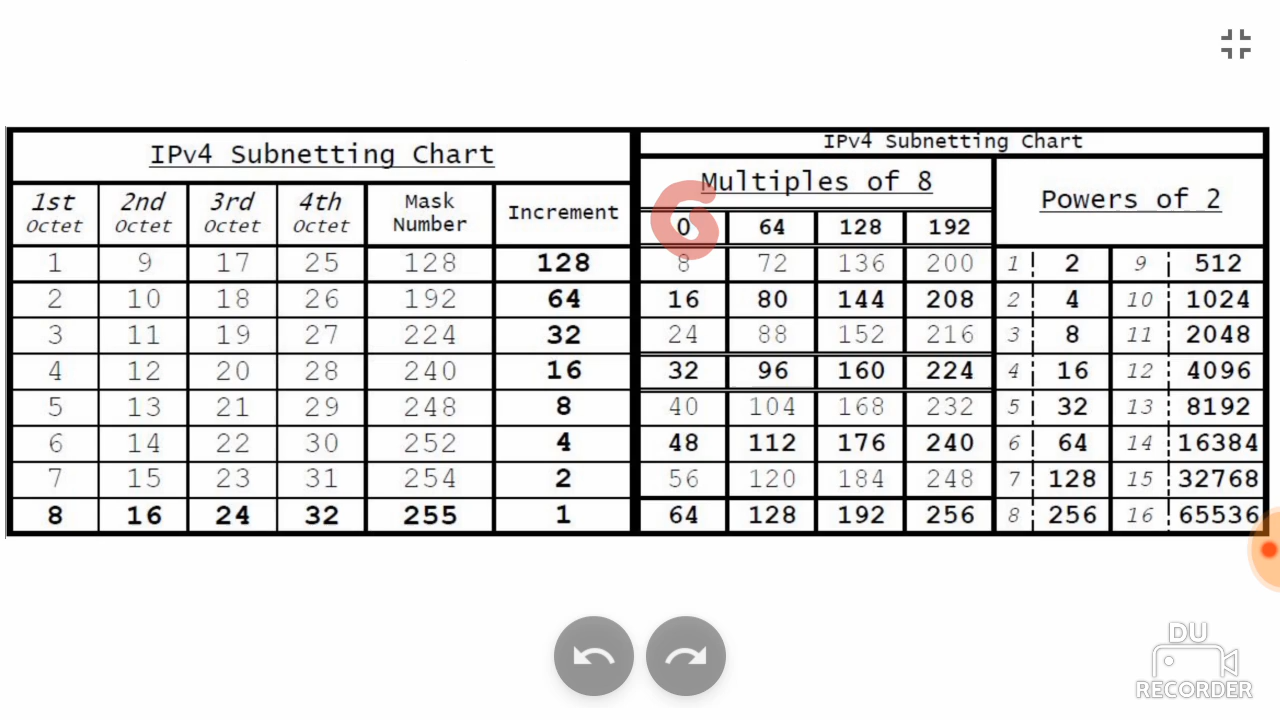 IPv4 Subnetting Chart
1st Octet 2nd Octet 3rd Octet 4th Octet Mask Number Increment
1 9 17 25 128 128
2 10 18 26 192 64
3 11 19 27 224 32
4 12 20 28 240 16
5 13 21 29 248 8
6 14 22 30 252 4
7 15 23 31 254 2
8 16 24 32 255 1
IPv4 Subnetting Chart
Multiples of 8
0 64 128 192
8 72 136 200
16 80 144 208
24 88 152 216
32 96 160 224
40 104 168 232
48 112 176 240
56 120 184 248
64 128 192 256
Powers of 2
1 2 9 512
2 4 10 1024
3 8 11 2048
4 16 12 4096
5 32 13 8192
6 64 14 16384
7 128 15 32768
8 256 16 65536
DU
RECORDER